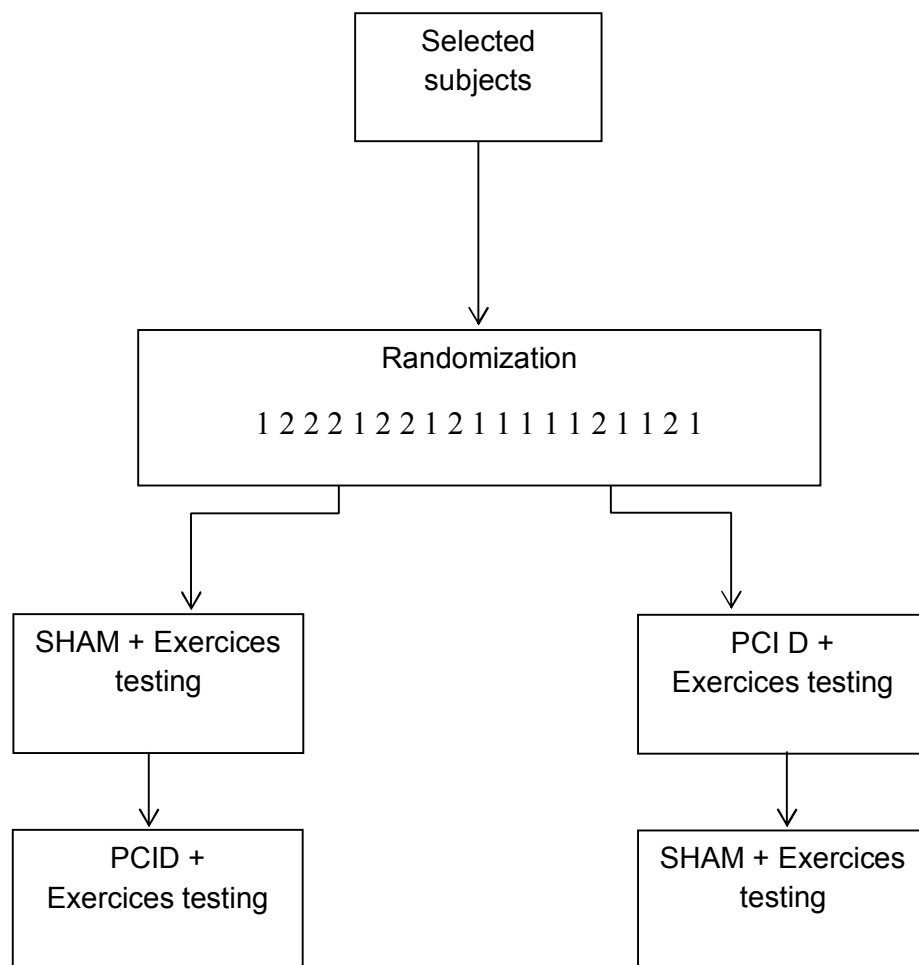 Selected
subjects
Randomization
1 2 2 2 1 2 2 1 2 1 1 1 1 1 2 1 1 2 1
SHAM + Exercices
testing
PCI D +
Exercices testing
PCID +
Exercices testing
SHAM + Exercices
testing